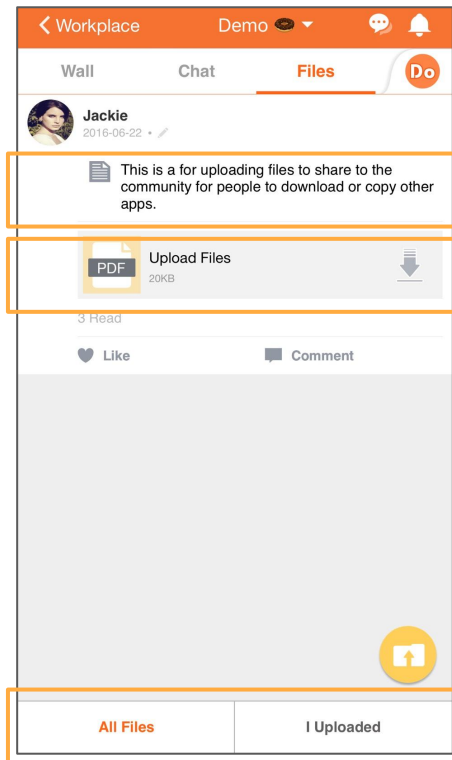 Workplace
Demo
Wall
Chat
Files
Do
Jackie
2016-06-22
This is a for uploading files to share to the
community for people to download or copy other
apps.
PDF
Upload Files
20KB
3 Read
Like
Comment
All Files
I Uploaded